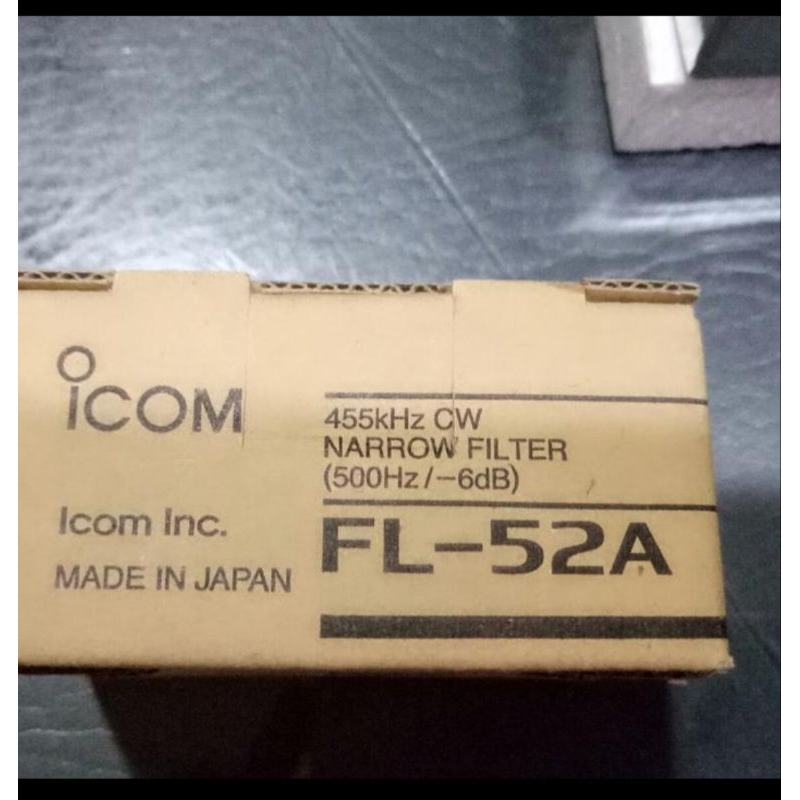 ICOM
Icom Inc.
MADE IN JAPAN
455kHz CW
NARROW FILTER
(500Hz/-6dB)
FL-52A